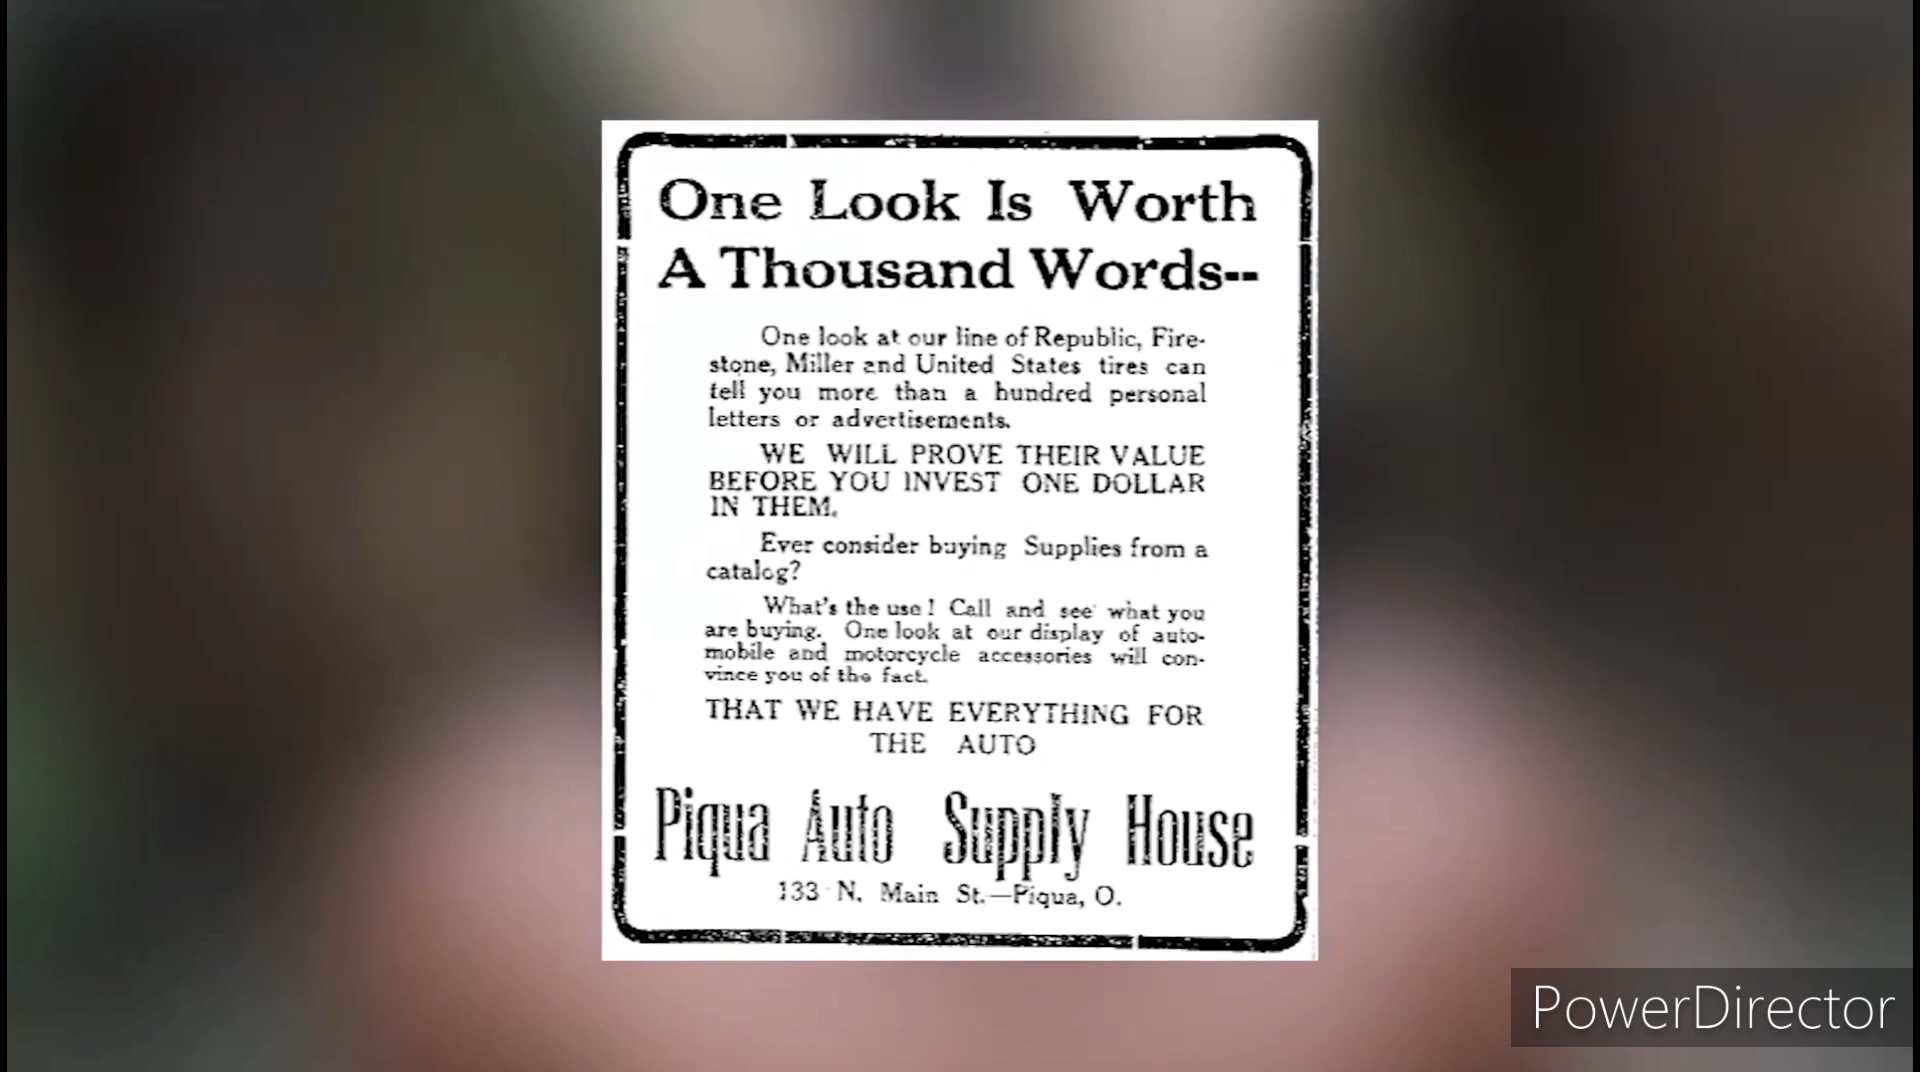 One Look Is Worth
A Thousand Words--
One look at our line of Republic, Fire-
stone, Miller and United States tires can
tell you more than a hundred personal
letters or advertisements.
WE WILL PROVE THEIR VALUE
BEFORE YOU INVEST ONE DOLLAR
IN THEM.
Ever consider buying Supplies from a
catalog?
What's the use! Call and see what you
are buying. One look at our display of auto-
mobile and motorcycle accessories will con-
vince you of the fact.
THAT WE HAVE EVERYTHING FOR
THE AUTO
Piqua Auto Supply House
133 N. Main St.—Piqua, O.
PowerDirector